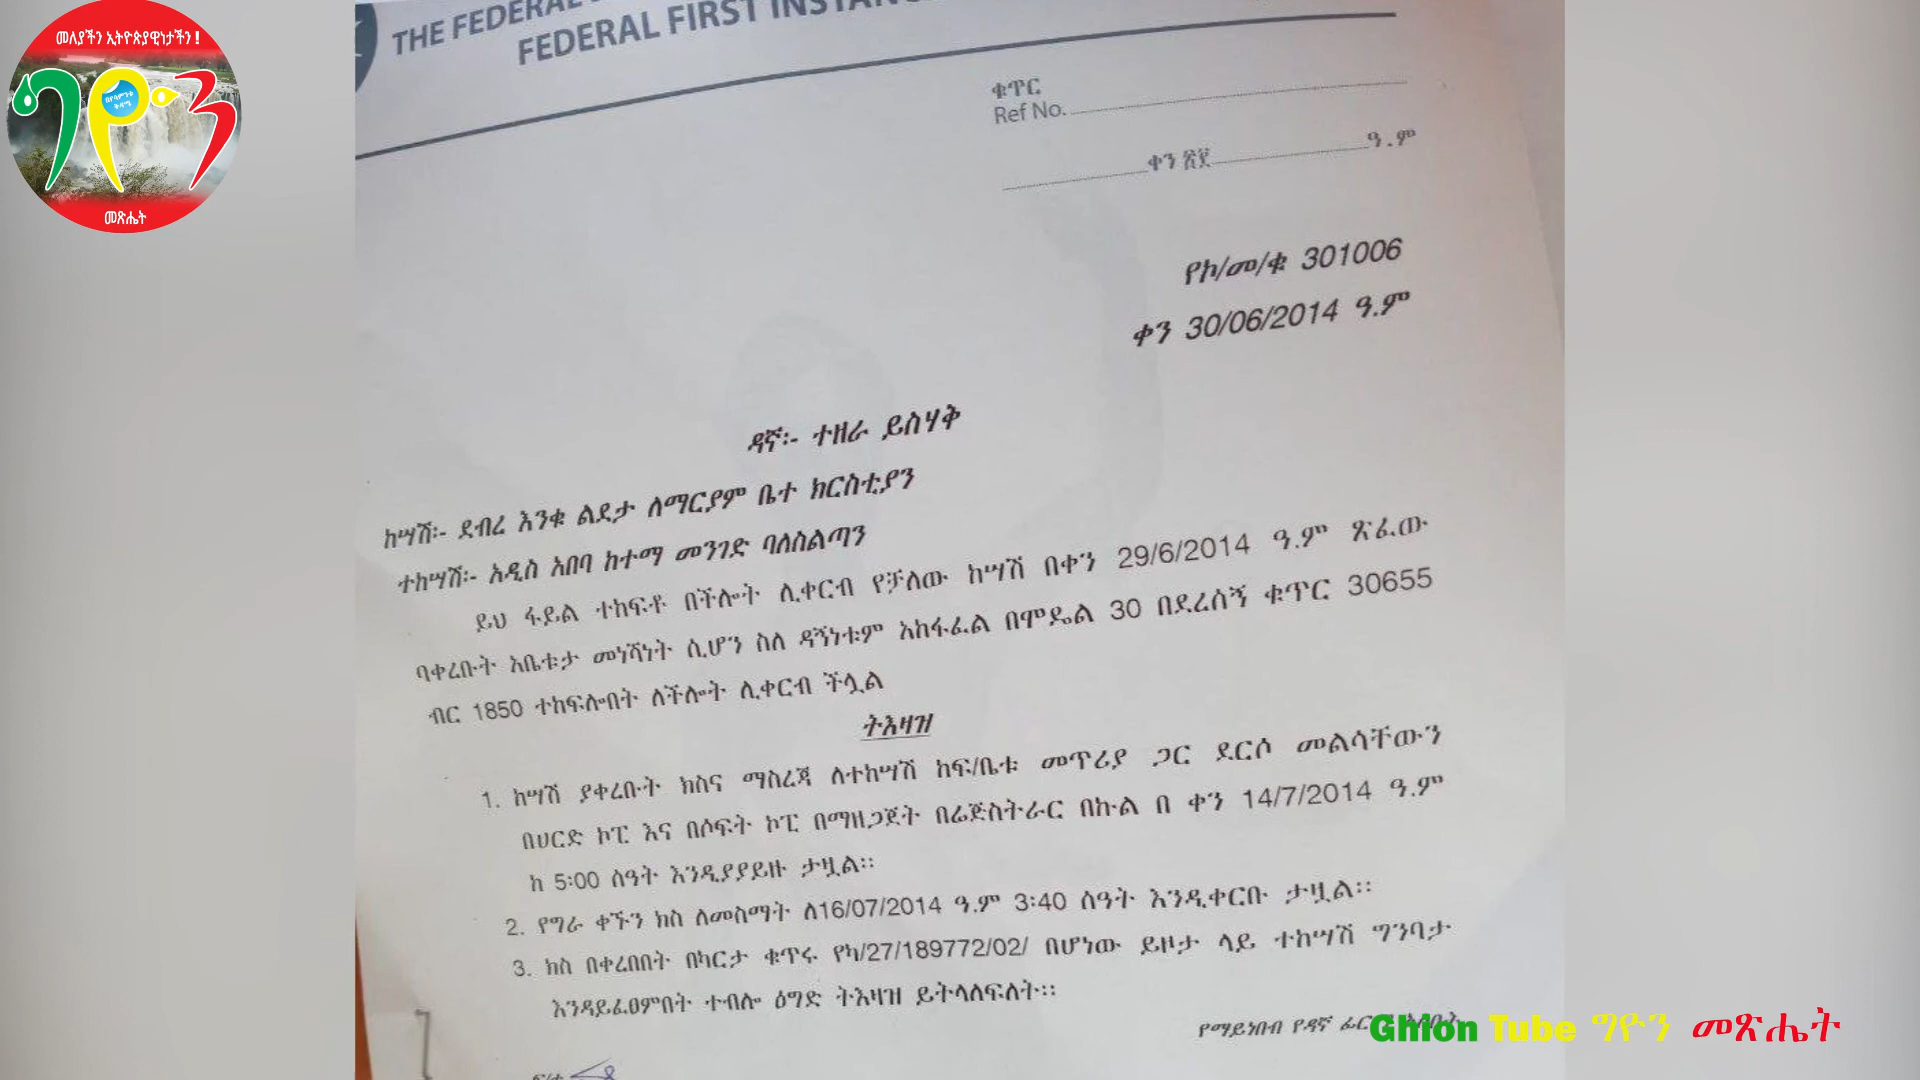 መለያችን ኢትዮጵያዊነታችን !
ግዮን
በየሳምንቱ
ቅዳሜ
መጽሔት
THE FEDERAL
FEDERAL FIRST
ቁጥር
Ref No.
ቀን ዓ.ም
የኮ/መ/ቁ 301006
ቀን 30/06/2014 ዓ.ም
ዳኛ፡- ተዘራ ይስሃቅ
ከሣሽ፡- ደብረ እንቁ ልደታ ለማርያም ቤተ ክርስቲያን
ተከሣሽ፡- አዲስ አበባ ከተማ መንገድ ባለስልጣን
ይህ ፋይል ተከፍቶ በችሎት ሊቀርብ የቻለው ከሣሽ በቀን 29/6/2014 ዓ.ም ጽፈው
ባቀረቡት አቤቱታ መነሻነት ሲሆን ስለ ዳኝነቱም አከፋፈል በሞዴል 30 በደረሰኝ ቁጥር 30655
ብር 1850 ተከፍሎበት ለችሎት ሊቀርብ ችሏል
ትእዛዝ
1. ከሣሽ ያቀረቡት ክስና ማስረጃ ለተከሣሽ ከፍ/ቤቱ መጥሪያ ጋር ደርሶ መልሳቸውን
በሀርድ ኮፒ እና በሶፍት ኮፒ በማዘጋጀት በሬጅስትራር በኩል በ ቀን 14/7/2014 ዓ.ም
ከ 5፡00 ሰዓት እንዲያያይዙ ታዟል፡፡
2. የግራ ቀኙን ክስ ለመስማት ለ16/07/2014 ዓ.ም 3፡40 ሰዓት እንዲቀርቡ ታዟል፡፡
3. ክስ በቀረበበት በካርታ ቁጥሩ የካ/27/189772/02/ በሆነው ይዞታ ላይ ተከሣሽ ግንባታ
እንዳይፈፀምበት ተብሎ ዕግድ ትእዛዝ ይትላለፍለት፡፡
የማይነበብ የዳኛ
Ghion Tube ግዮን መጽሔት